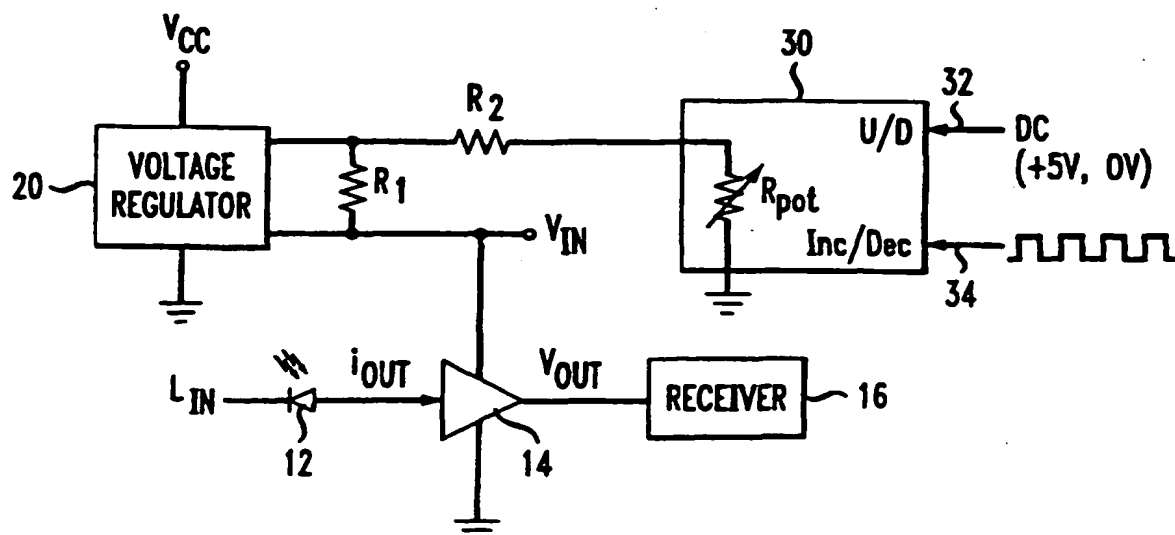 V_CC
30
R_2
32
U/D
DC
(+5V, 0V)
VOLTAGE
REGULATOR
20
R_1
R_pot
V_IN
Inc/Dec
34
L_IN
i_OUT
V_OUT
RECEIVER
16
12
14